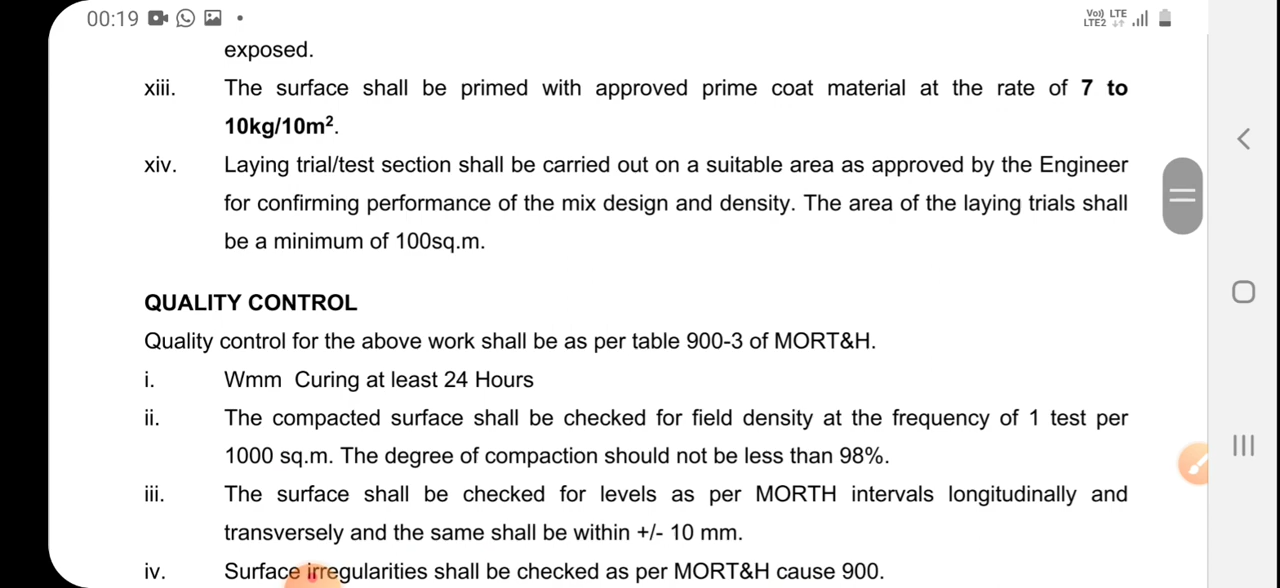 00:19
Vo)) LTE
LTE2
exposed.
xiii. The surface shall be primed with approved prime coat material at the rate of 7 to
10kg/10m².
xiv. Laying trial/test section shall be carried out on a suitable area as approved by the Engineer
for confirming performance of the mix design and density. The area of the laying trials shall
be a minimum of 100sq.m.
QUALITY CONTROL
Quality control for the above work shall be as per table 900-3 of MORT&H.
i. Wmm Curing at least 24 Hours
ii. The compacted surface shall be checked for field density at the frequency of 1 test per
1000 sq.m. The degree of compaction should not be less than 98%.
iii. The surface shall be checked for levels as per MORTH intervals longitudinally and
transversely and the same shall be within +/- 10 mm.
iv. Surface irregularities shall be checked as per MORT&H cause 900.